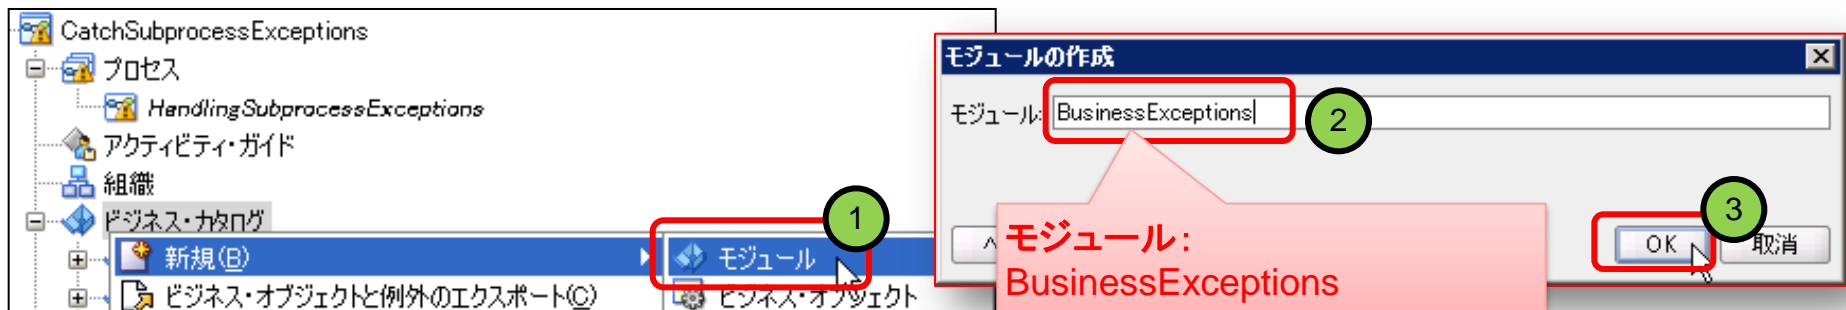 CatchSubprocessExceptions
プロセス
HandlingSubprocessExceptions
アクティビティ・ガイド
組織
ビジネス・カタログ
新規(B)
ビジネス・オブジェクトと例外のエクスポート(C)
1
モジュール
ビジネス・オブジェクト
モジュールの作成
モジュール: BusinessExceptions
2
モジュール:
BusinessExceptions
3
OK
取消